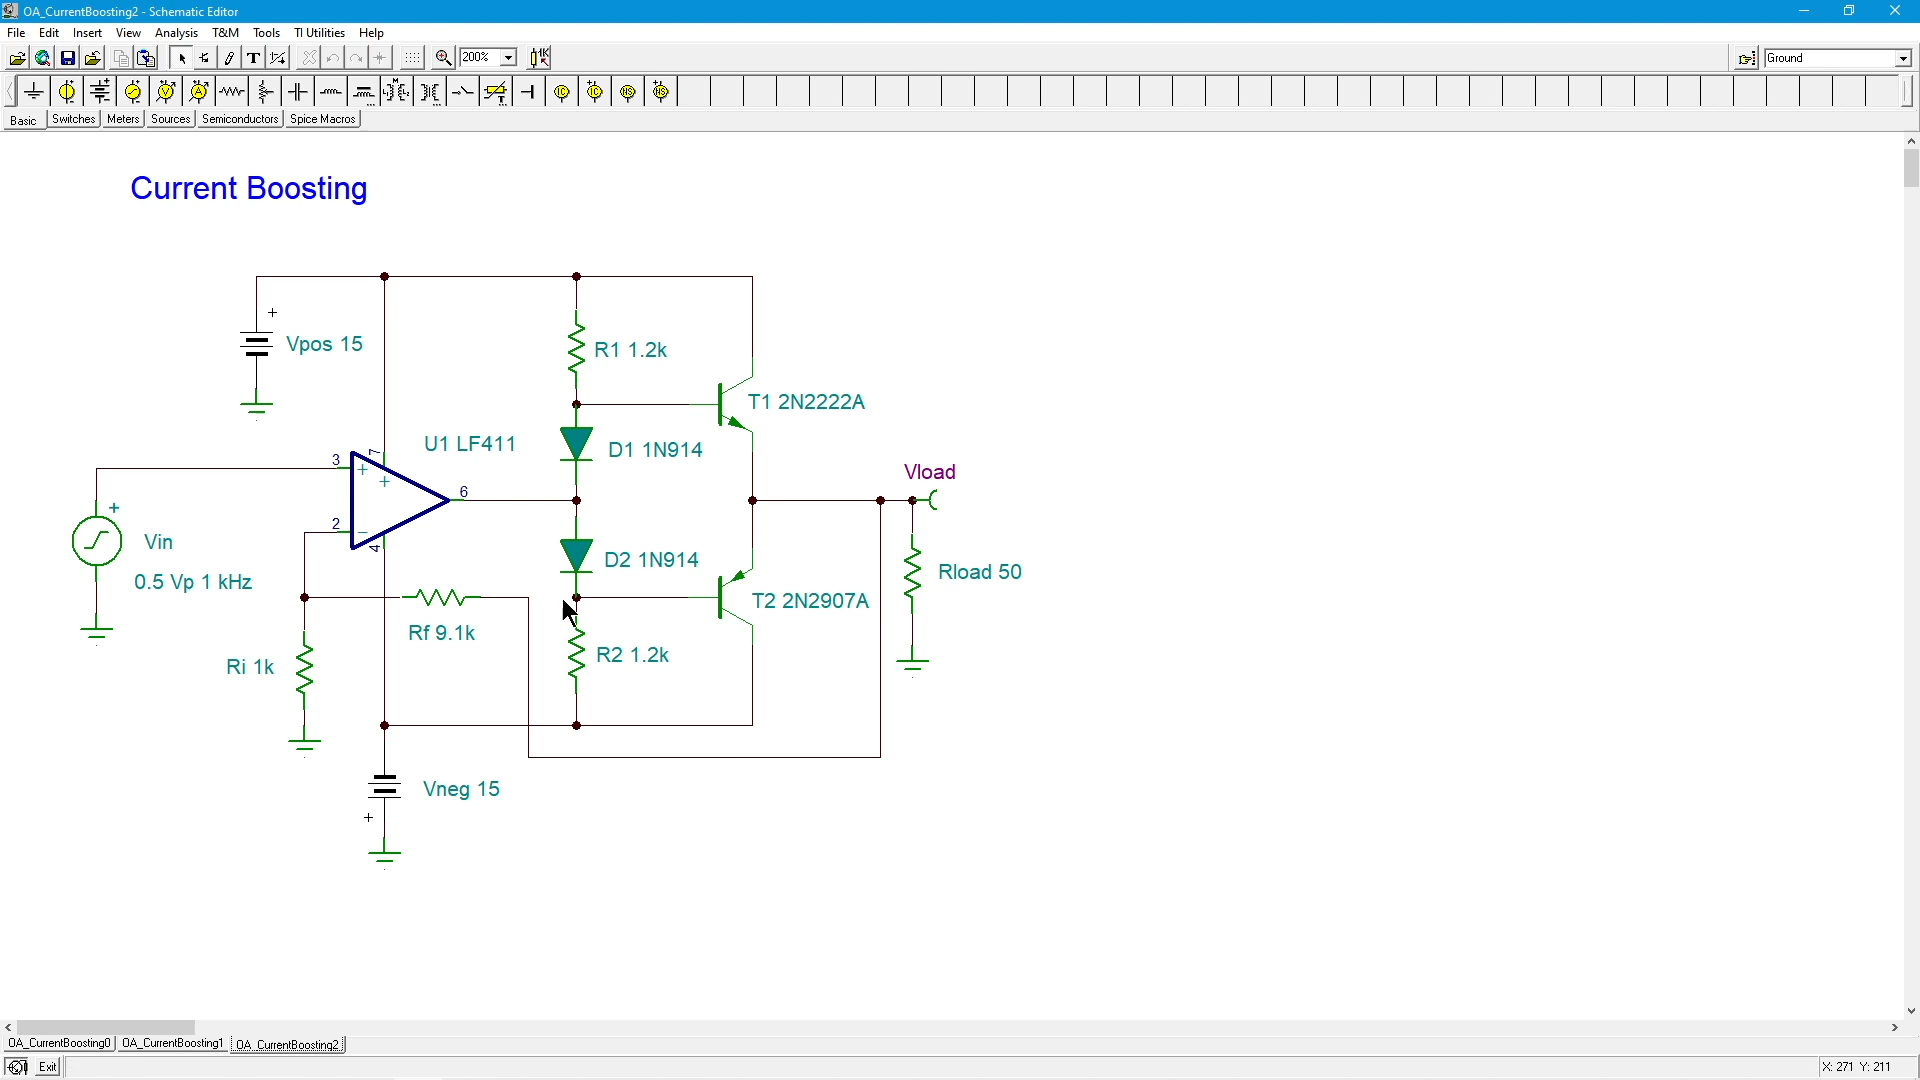 OA_CurrentBoosting2 - Schematic Editor
File Edit Insert View Analysis T&M Tools TI Utilities Help
200%
1K
Ground
Basic Switches Meters Sources Semiconductors Spice Macros
Current Boosting
+
Vpos 15
R1 1.2k
T1 2N2222A
U1 LF411
D1 1N914
3
7
+
+
6
Vload
+
Vin
0.5 Vp 1 kHz
2
-
4
D2 1N914
Rload 50
T2 2N2907A
Rf 9.1k
R2 1.2k
Ri 1k
Vneg 15
+
OA_CurrentBoosting0 OA_CurrentBoosting1 OA_CurrentBoosting2
Exit
X: 271 Y: 211